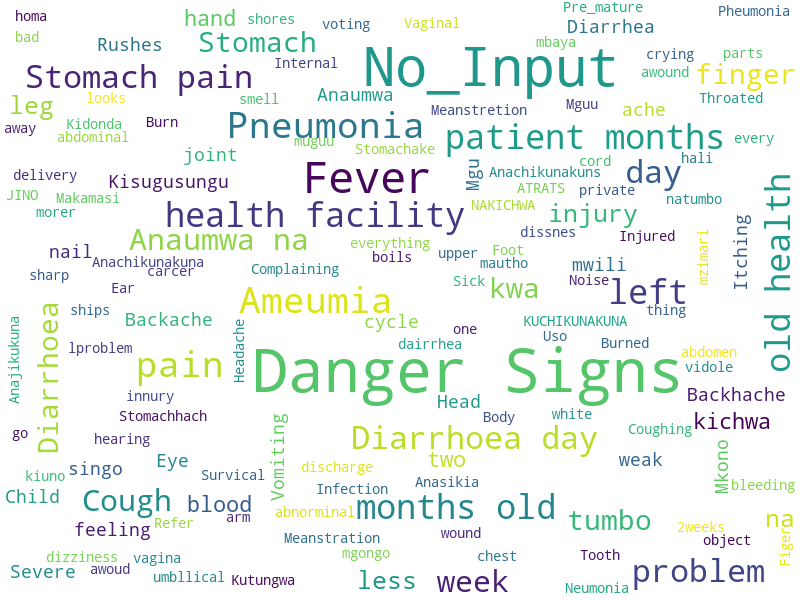 homa
bad
hand
shores
Rushes
Stomach
voting
Vaginal
Internal
Pre_mature
Diarrhea
Pheumonia
mbaya
crying
parts
awound
finger
No_Input
Stomach pain
looks
smell
Anaumwa
Meanstretion
Mguu
ache
Throated
leg
away
Kidonda
Burn
abdominal
Pneumonia
muguu
Stomachake
patient months
every
joint
cord
hali
delivery
Kisugusungu
Fever
Mgu
Anachikunakuns
day
ATRATS
private
natumbo
JINO
Makamasi
morer
health facility
NAKICHWA
injury
old health
Anaumwa na
everything
dissnes
Injured
Itching
mzimari
nail
Anachikunakuna
boils
upper
Foot
mautho
mwili
sharp
carcer
Complaining
Sick
Noise
left
Ear
kwa
thing
Ameumia
ships
Backache
cycle
one
KUCHIKUNAKUNA
Anajikukuna
Diarrhoea
lproblem
Headache
dairrhea
Uso
Burned
abdomen
pain
Danger Signs
vidole
innury
Head
Backhache
Stomachhach
Body
white
kichwa
go
hearing
Vomiting
Diarrhoea day
Coughing
singo
Eye
two
weak
Mkono
kiuno
Survical
discharge
Anasikia
bleeding
Child
Cough
blood
Infection
abnorminal
months old
feeling
Refer
arm
tumbo
2weeks
na
Meanstration
wound
object
Figer
dizziness
vagina
mgongo
chest
Tooth
Severe
awoud
umbllical
Kutungwa
less
week
Neumonia
problem